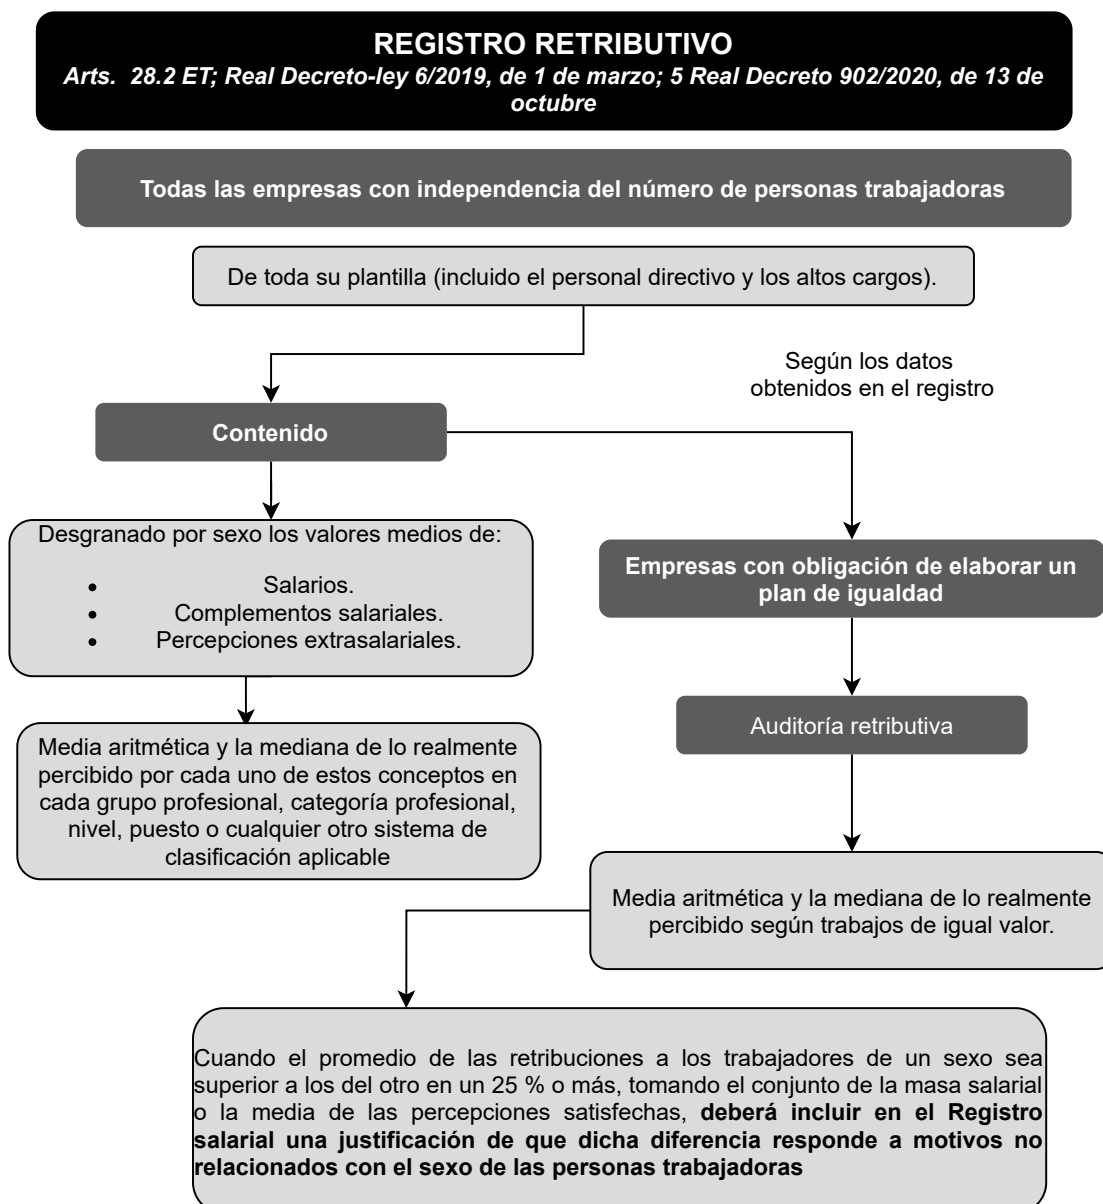 REGISTRO RETRIBUTIVO
Arts. 28.2 ET; Real Decreto-ley 6/2019, de 1 de marzo; 5 Real Decreto 902/2020, de 13 de
octubre
Todas las empresas con independencia del número de personas trabajadoras
De toda su plantilla (incluido el personal directivo y los altos cargos).
Según los datos
obtenidos en el registro
Contenido
Desgranado por sexo los valores medios de:
• Salarios.
• Complementos salariales.
• Percepciones extrasalariales.
Empresas con obligación de elaborar un
plan de igualdad
Auditoría retributiva
Media aritmética y la mediana de lo realmente
percibido por cada uno de estos conceptos en
cada grupo profesional, categoría profesional,
nivel, puesto o cualquier otro sistema de
clasificación aplicable
Media aritmética y la mediana de lo realmente
percibido según trabajos de igual valor.
Cuando el promedio de las retribuciones a los trabajadores de un sexo sea
superior a los del otro en un 25 % o más, tomando el conjunto de la masa salarial
o la media de las percepciones satisfechas, deberá incluir en el Registro
salarial una justificación de que dicha diferencia responde a motivos no
relacionados con el sexo de las personas trabajadoras